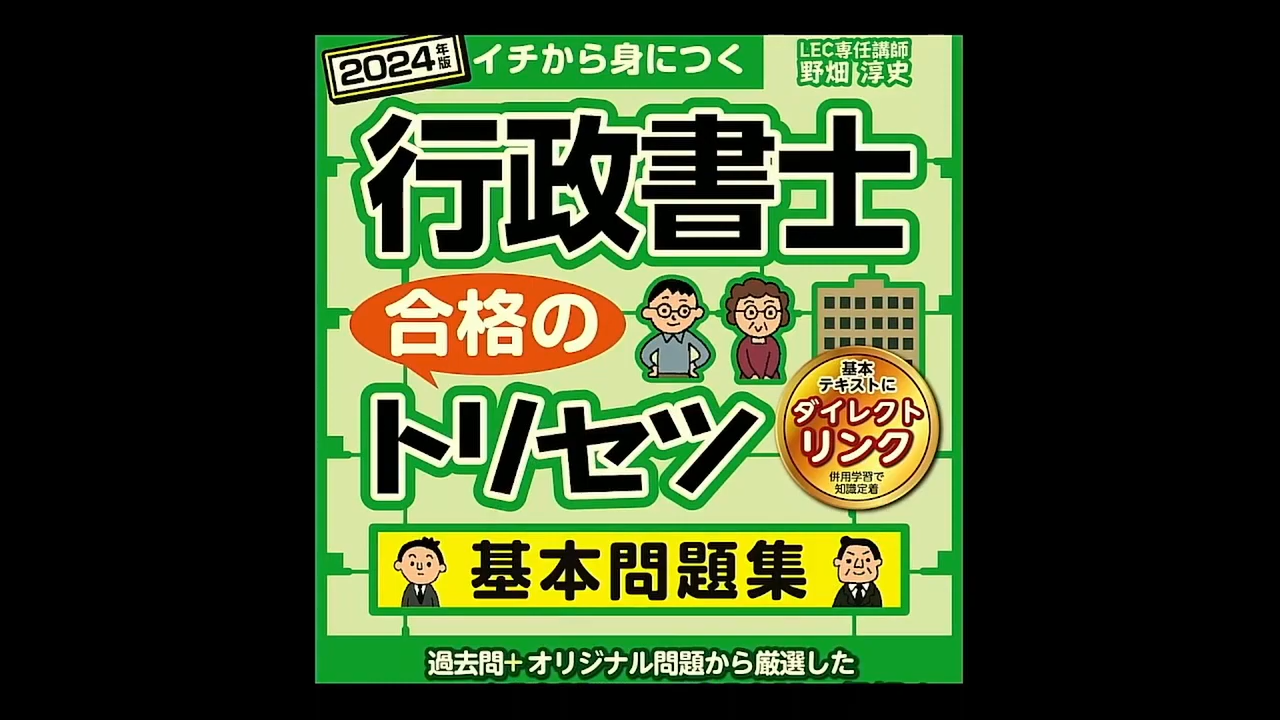 2024年版
イチから身につく
LEC専任講師
野畑 淳史
行政書士
合格の
トリセツ
基本
テキストに
ダイレクト
リンク
併用学習で
知識定着
基本問題集
過去問+オリジナル問題から厳選した